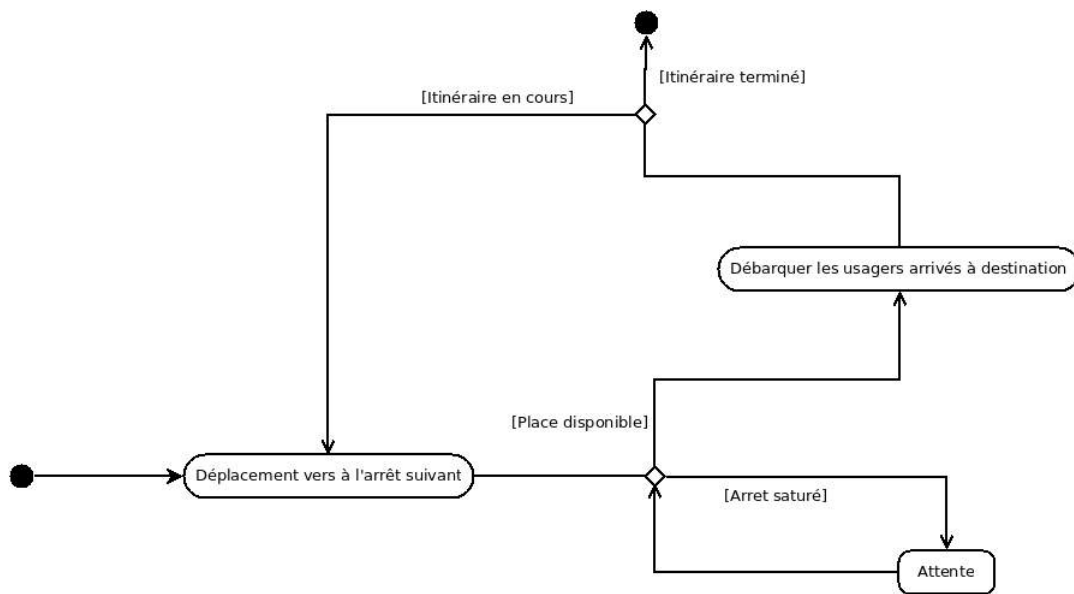 [Itinéraire terminé]
[Itinéraire en cours]
Débarquer les usagers arrivés à destination
[Place disponible]
Déplacement vers à l'arrêt suivant
[Arret saturé]
Attente